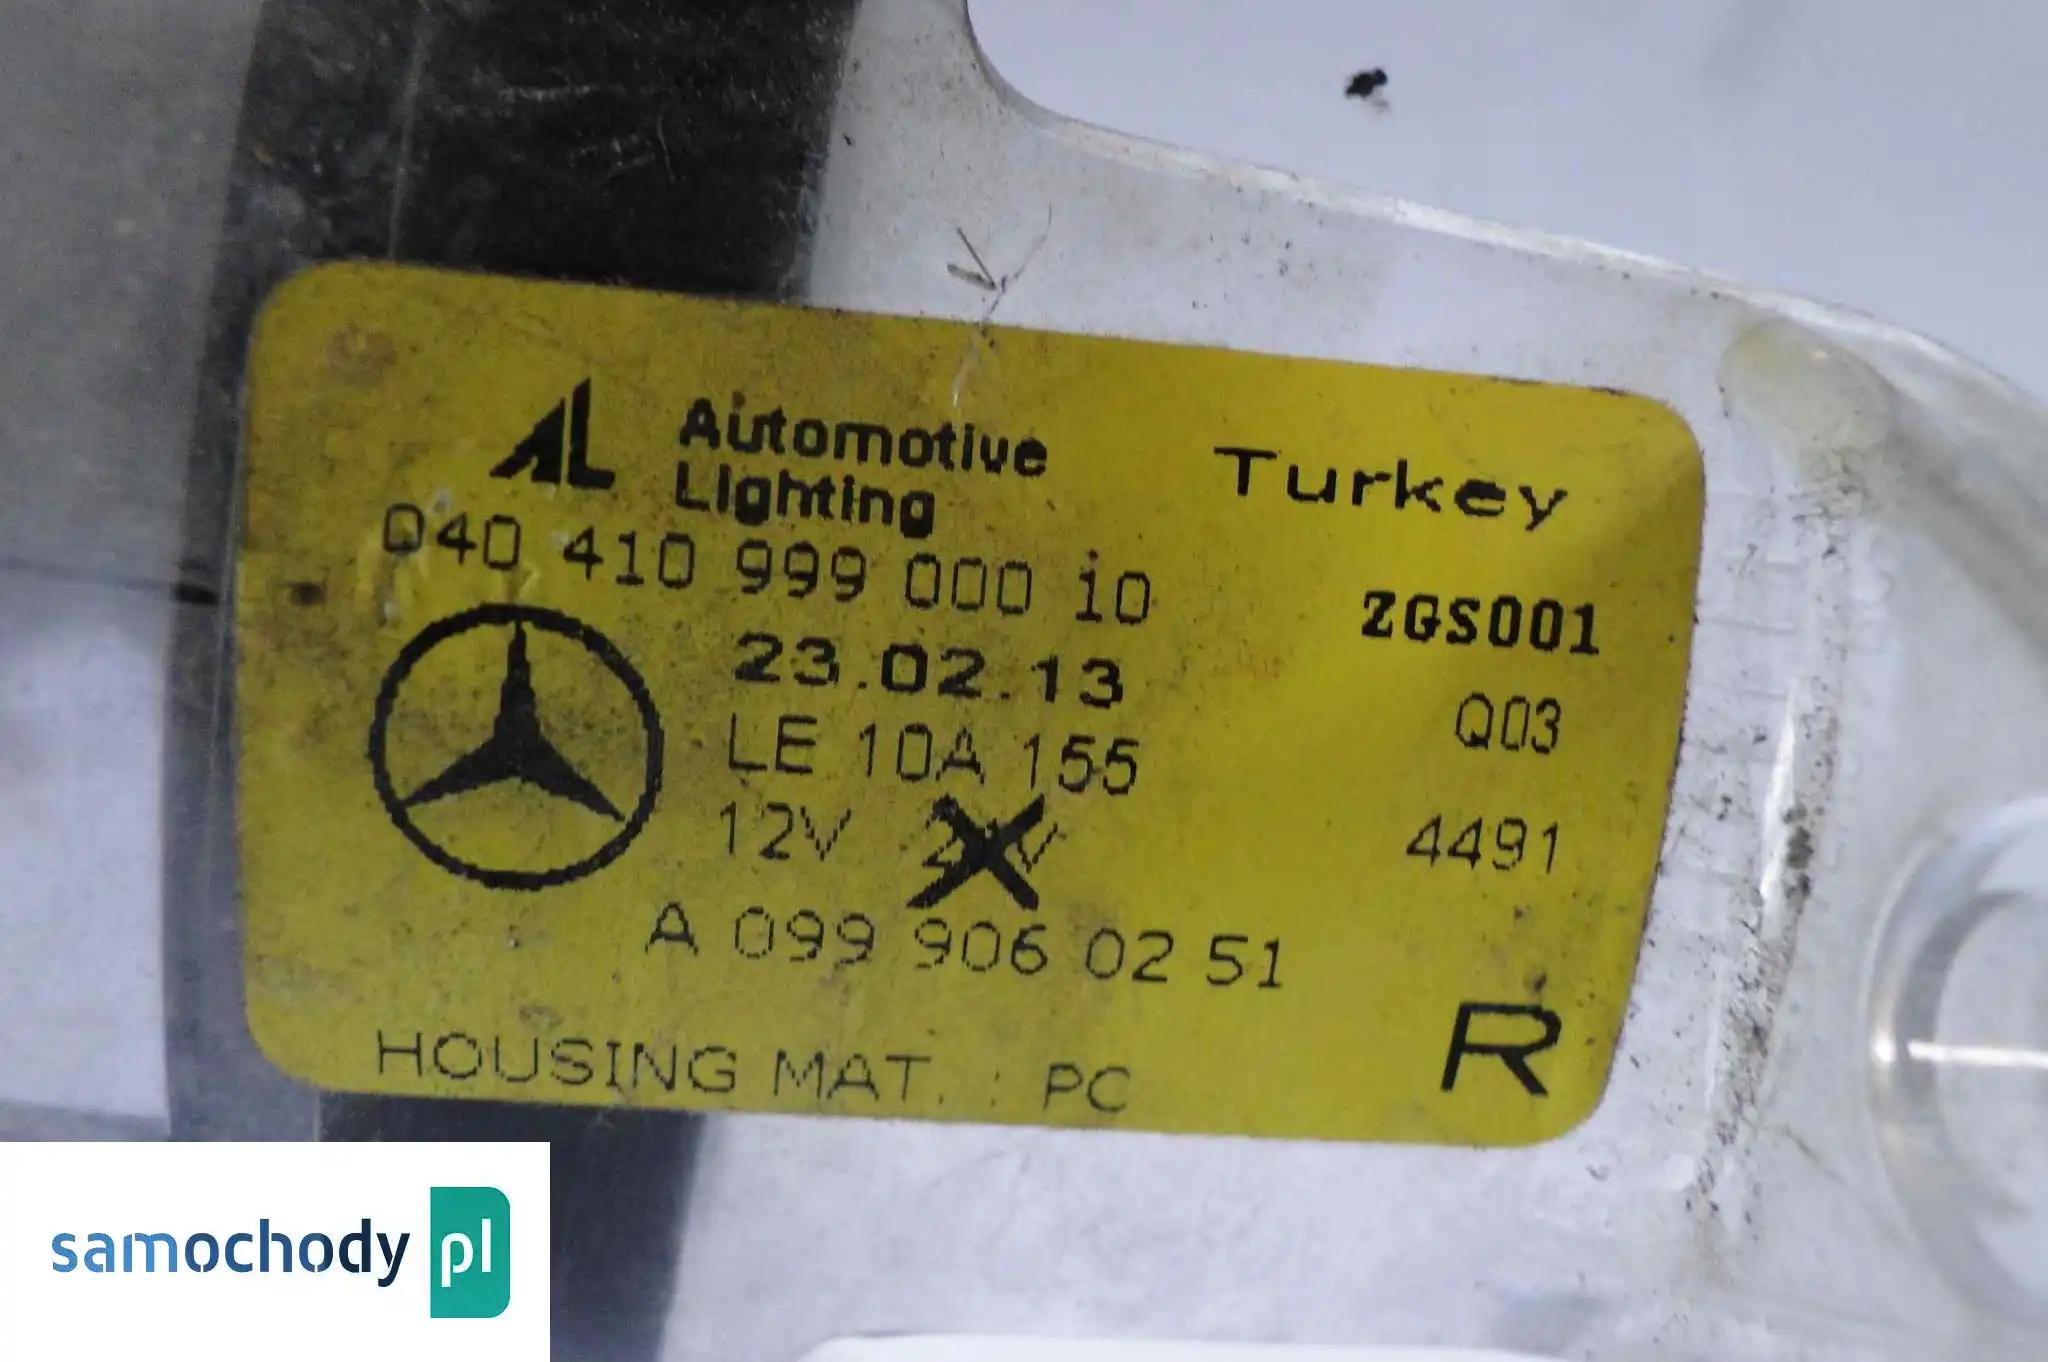 AL Automotive Lighting Turkey
040 410 999 000 10
ZGS001
23.02.13
LE 10A 155
Q03
12V
4491
A 099 906 02 51
HOUSING MAT. : PC
R
samochody pl